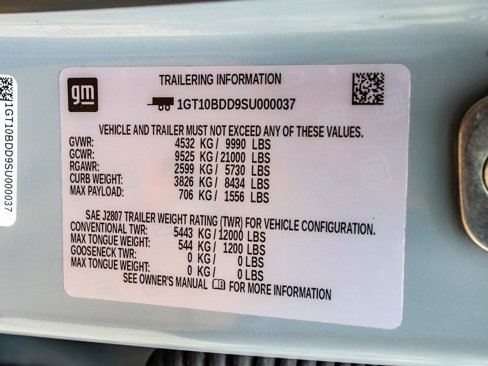 gm
TRAILERING INFORMATION
1GT10BDD9SU000037
VEHICLE AND TRAILER MUST NOT EXCEED ANY OF THESE VALUES.
GVWR: 4532 KG/ 9990 LBS
GCWR: 9525 KG/ 21000 LBS
RGAWR: 2599 KG/ 5730 LBS
CURB WEIGHT: 3826 KG/ 8434 LBS
MAX PAYLOAD: 706 KG/ 1556 LBS
SAE J2807 TRAILER WEIGHT RATING (TWR) FOR VEHICLE CONFIGURATION.
CONVENTIONAL TWR: 5443 KG/ 12000 LBS
MAX TONGUE WEIGHT: 544 KG/ 1200 LBS
GOOSENECK TWR: 0 KG/ 0 LBS
MAX TONGUE WEIGHT: 0 KG/ 0 LBS
SEE OWNER'S MANUAL FOR MORE INFORMATION
1GT10BDD9SU000037